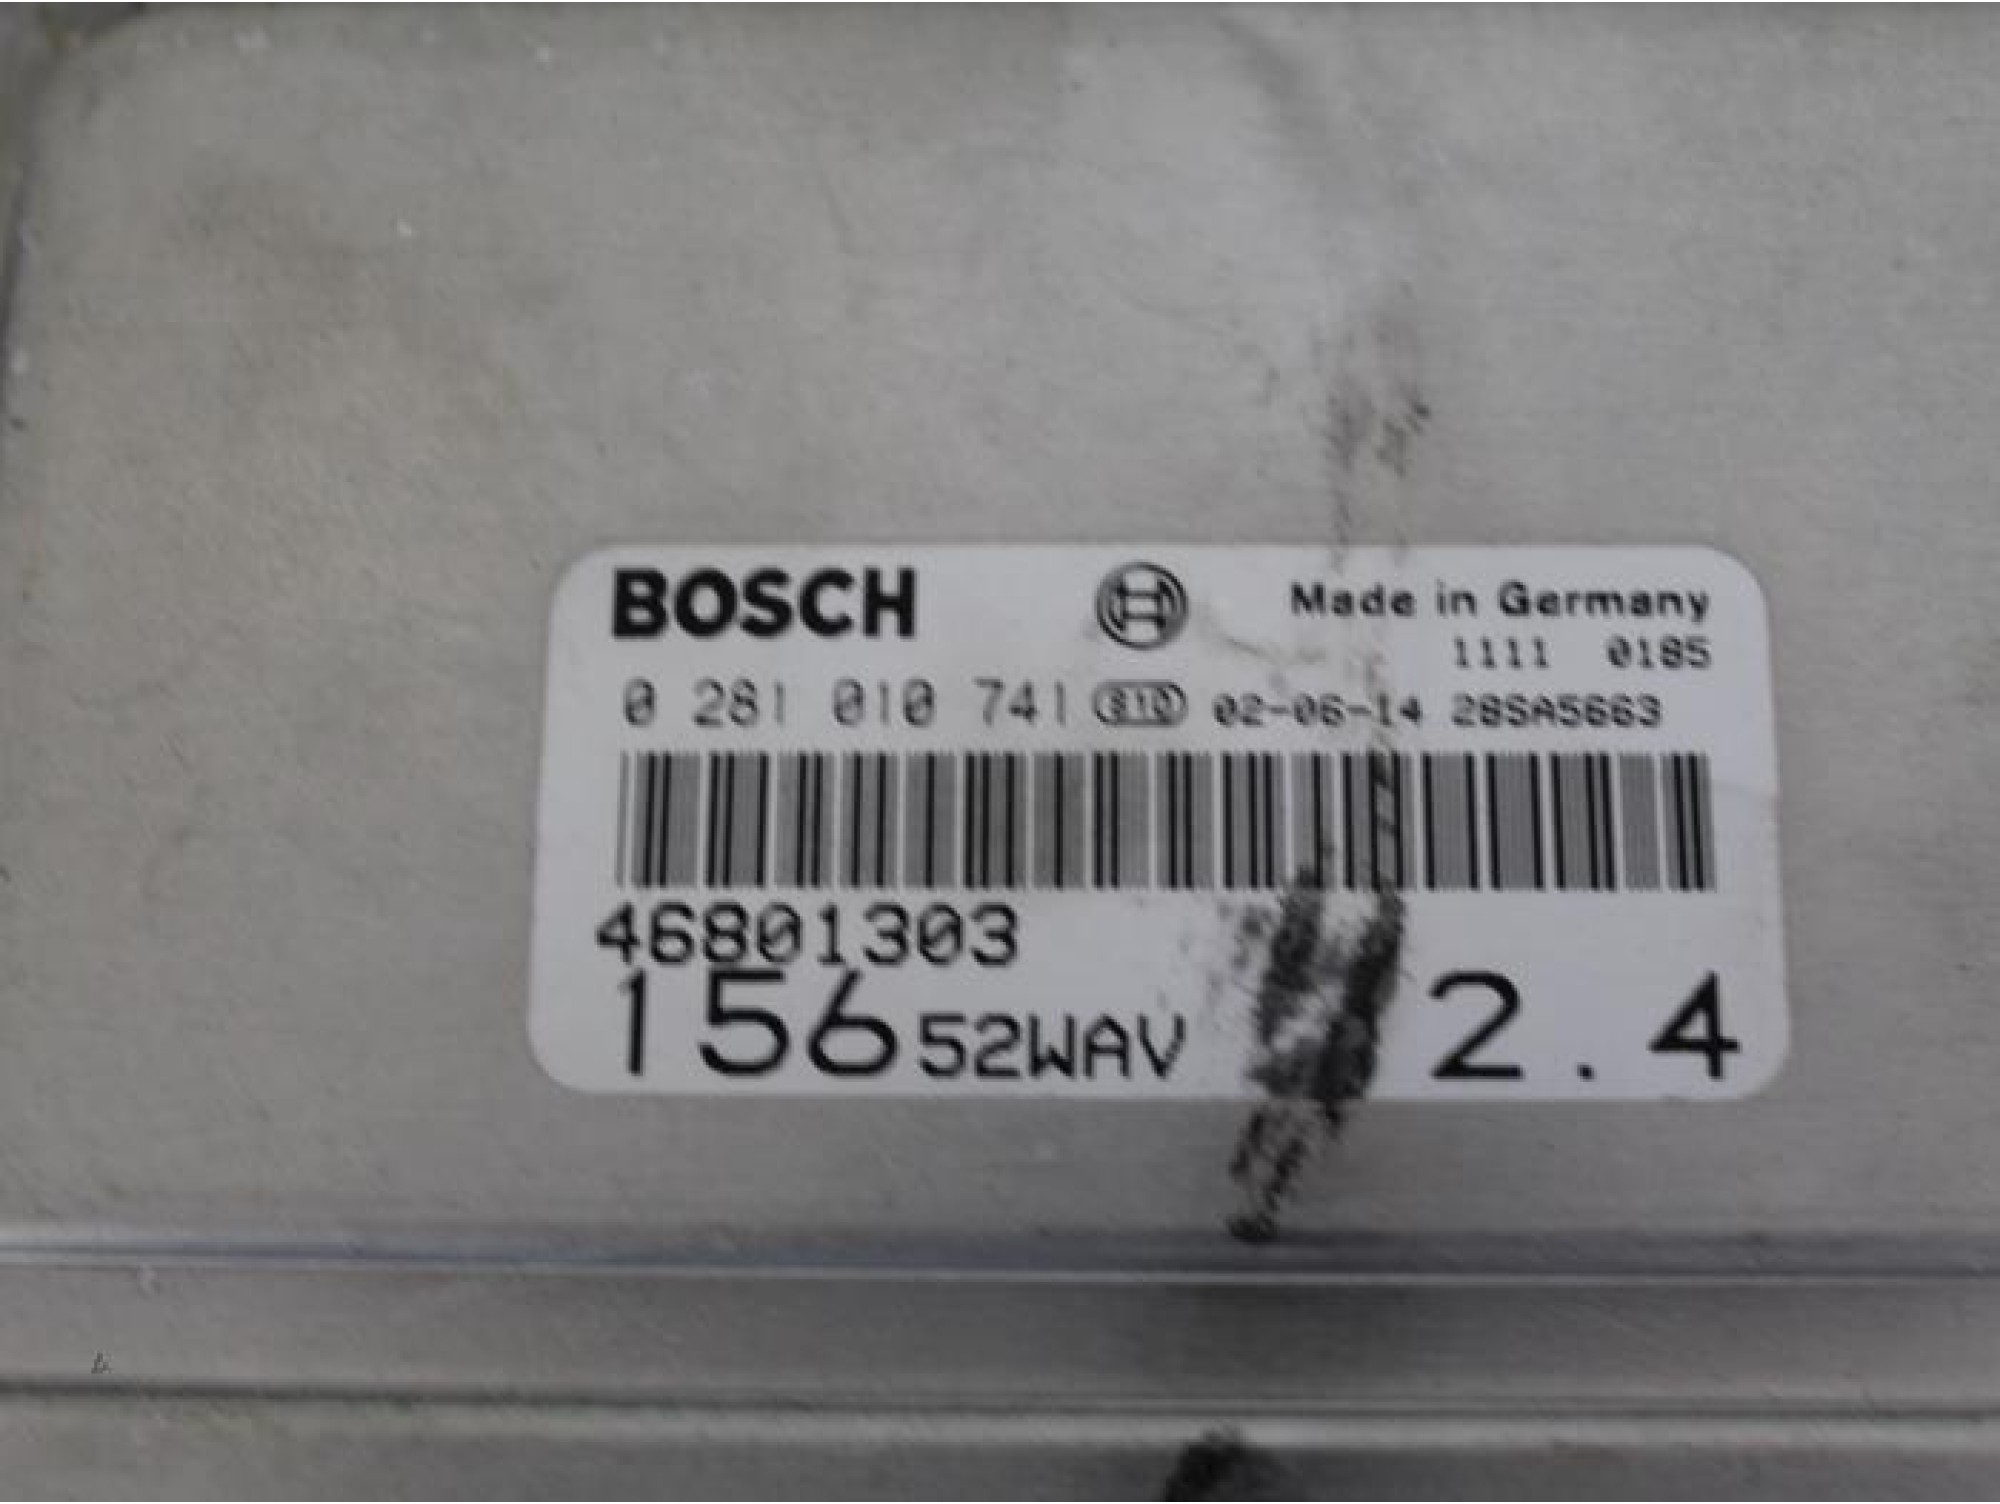 BOSCH Made in Germany
1111 0185
0 281 010 741 S10 02-06-14 28SA5663
46801303
156 52WAV 2.4